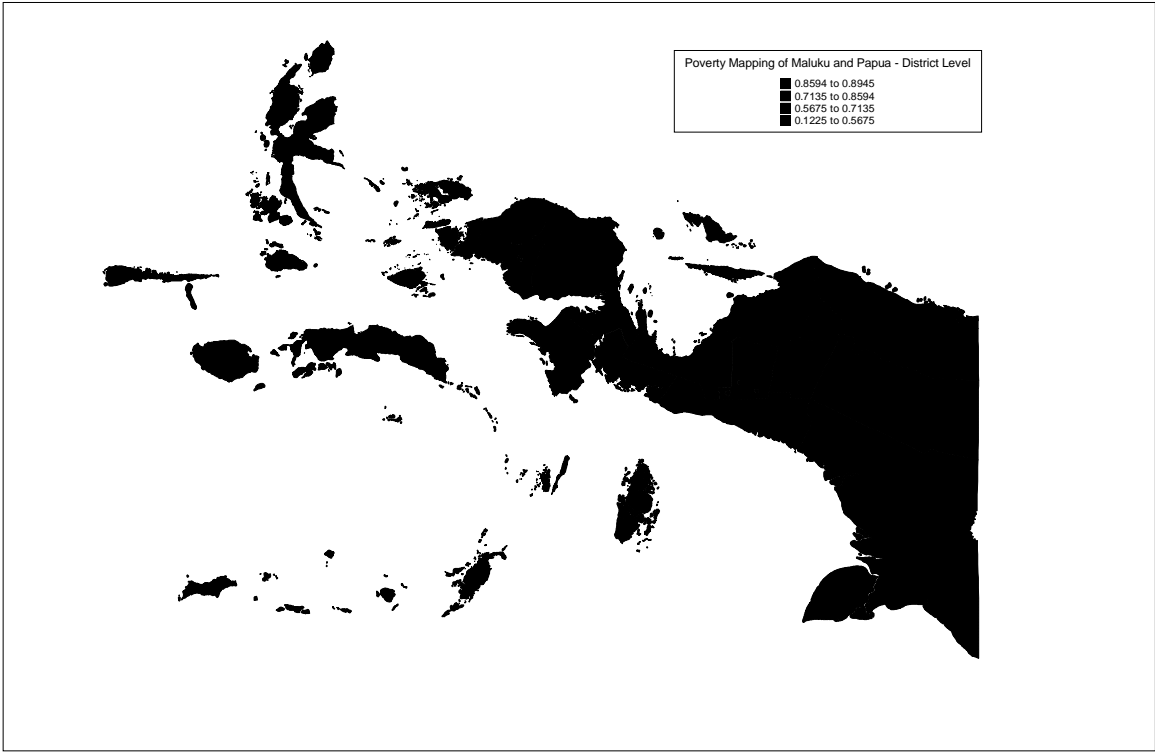 Poverty Mapping of Maluku and Papua - District Level
0.8594 to 0.8945
0.7135 to 0.8594
0.5675 to 0.7135
0.1225 to 0.5675